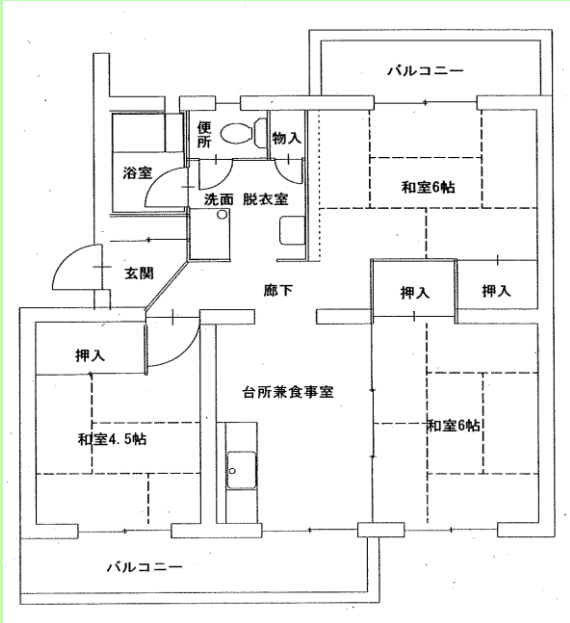 バルコニー
便所
物入
浴室
洗面 脱衣室
和室6帖
玄関
廊下
押入
押入
押入
台所兼食事室
和室4.5帖
和室6帖
バルコニー